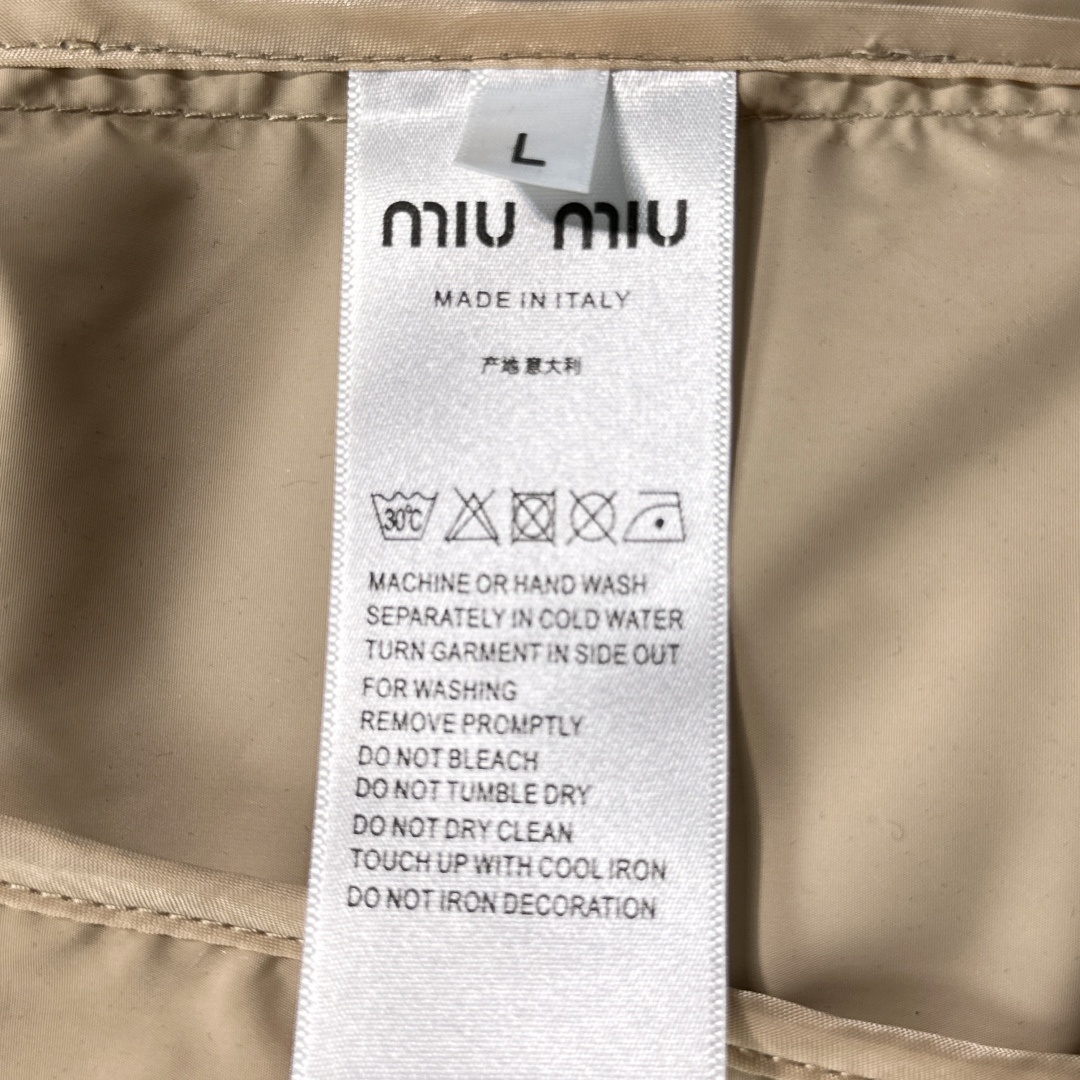 L
MIU MIU
MADE IN ITALY
产地意大利
30℃
MACHINE OR HAND WASH
SEPARATELY IN COLD WATER
TURN GARMENT IN SIDE OUT
FOR WASHING
REMOVE PROMPTLY
DO NOT BLEACH
DO NOT TUMBLE DRY
DO NOT DRY CLEAN
TOUCH UP WITH COOL IRON
DO NOT IRON DECORATION